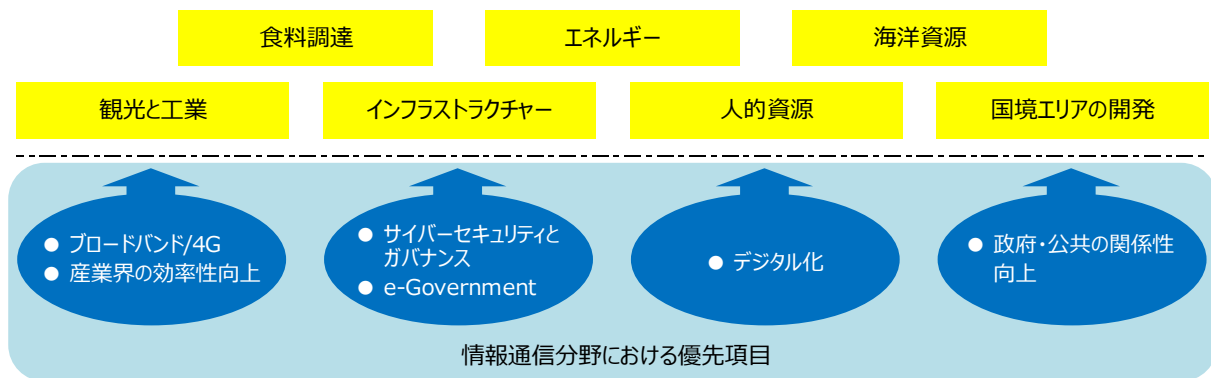 食料調達
エネルギー
海洋資源
観光と工業
インフラストラクチャー
人的資源
国境エリアの開発
● ブロードバンド/4G
● 産業界の効率性向上
● サイバーセキュリティと
ガバナンス
● e-Government
● デジタル化
● 政府・公共の関係性
向上
情報通信分野における優先項目